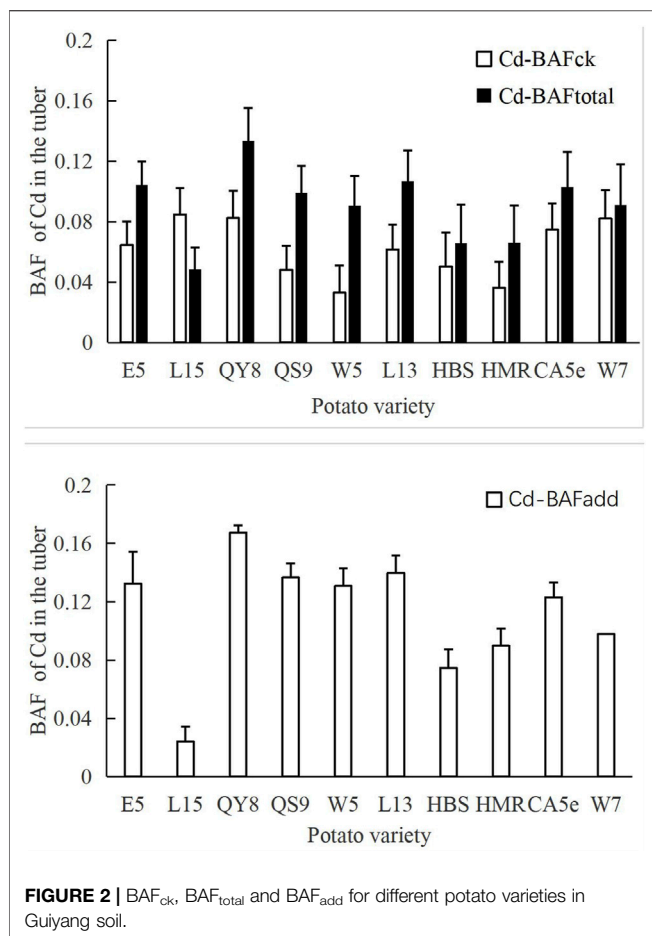 0.2
Cd-BAFck
0.16
Cd-BAFtotal
0.12
0.08
0.04
0
BAF of Cd in the tuber
E5 L15 QY8 QS9 W5 L13 HBS HMR CA5e W7
Potato variety
0.2
Cd-BAFadd
0.16
0.12
0.08
0.04
0
BAF of Cd in the tuber
E5 L15 QY8 QS9 W5 L13 HBS HMR CA5e W7
Potato variety
FIGURE 2 | BAFck, BAFtotal and BAFadd for different potato varieties in
Guiyang soil.